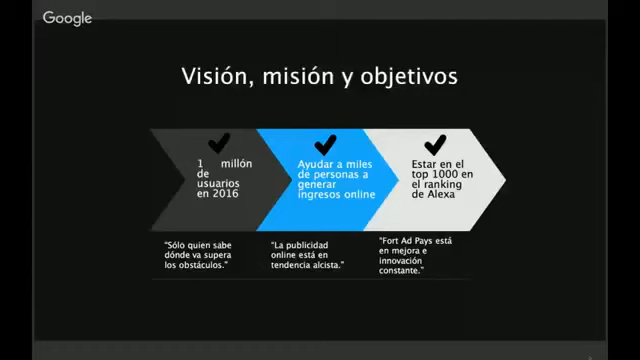 Google
Visión, misión y objetivos
1 millón
de
usuarios
en 2016
Ayudar a miles
de personas a
generar
ingresos online
Estar en el
top 1000 en
el ranking
de Alexa
“Sólo quien sabe
dónde va supera
los obstáculos.”
“La publicidad
online está en
tendencia alcista.”
“Fort Ad Pays está
en mejora e
innovación
constante.”